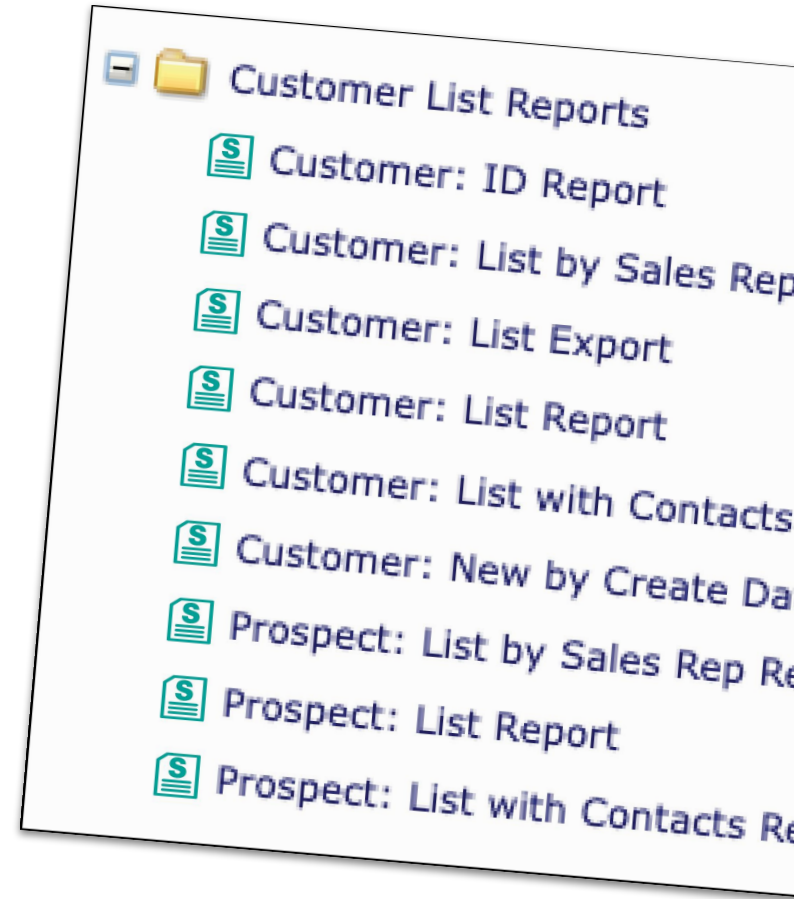 Customer List Reports
S Customer: ID Report
S Customer: List by Sales Rep
S Customer: List Export
S Customer: List Report
S Customer: List with Contacts
S Customer: New by Create
S Prospect: List by Sales Rep
S Prospect: List Report
S Prospect: List with Contacts